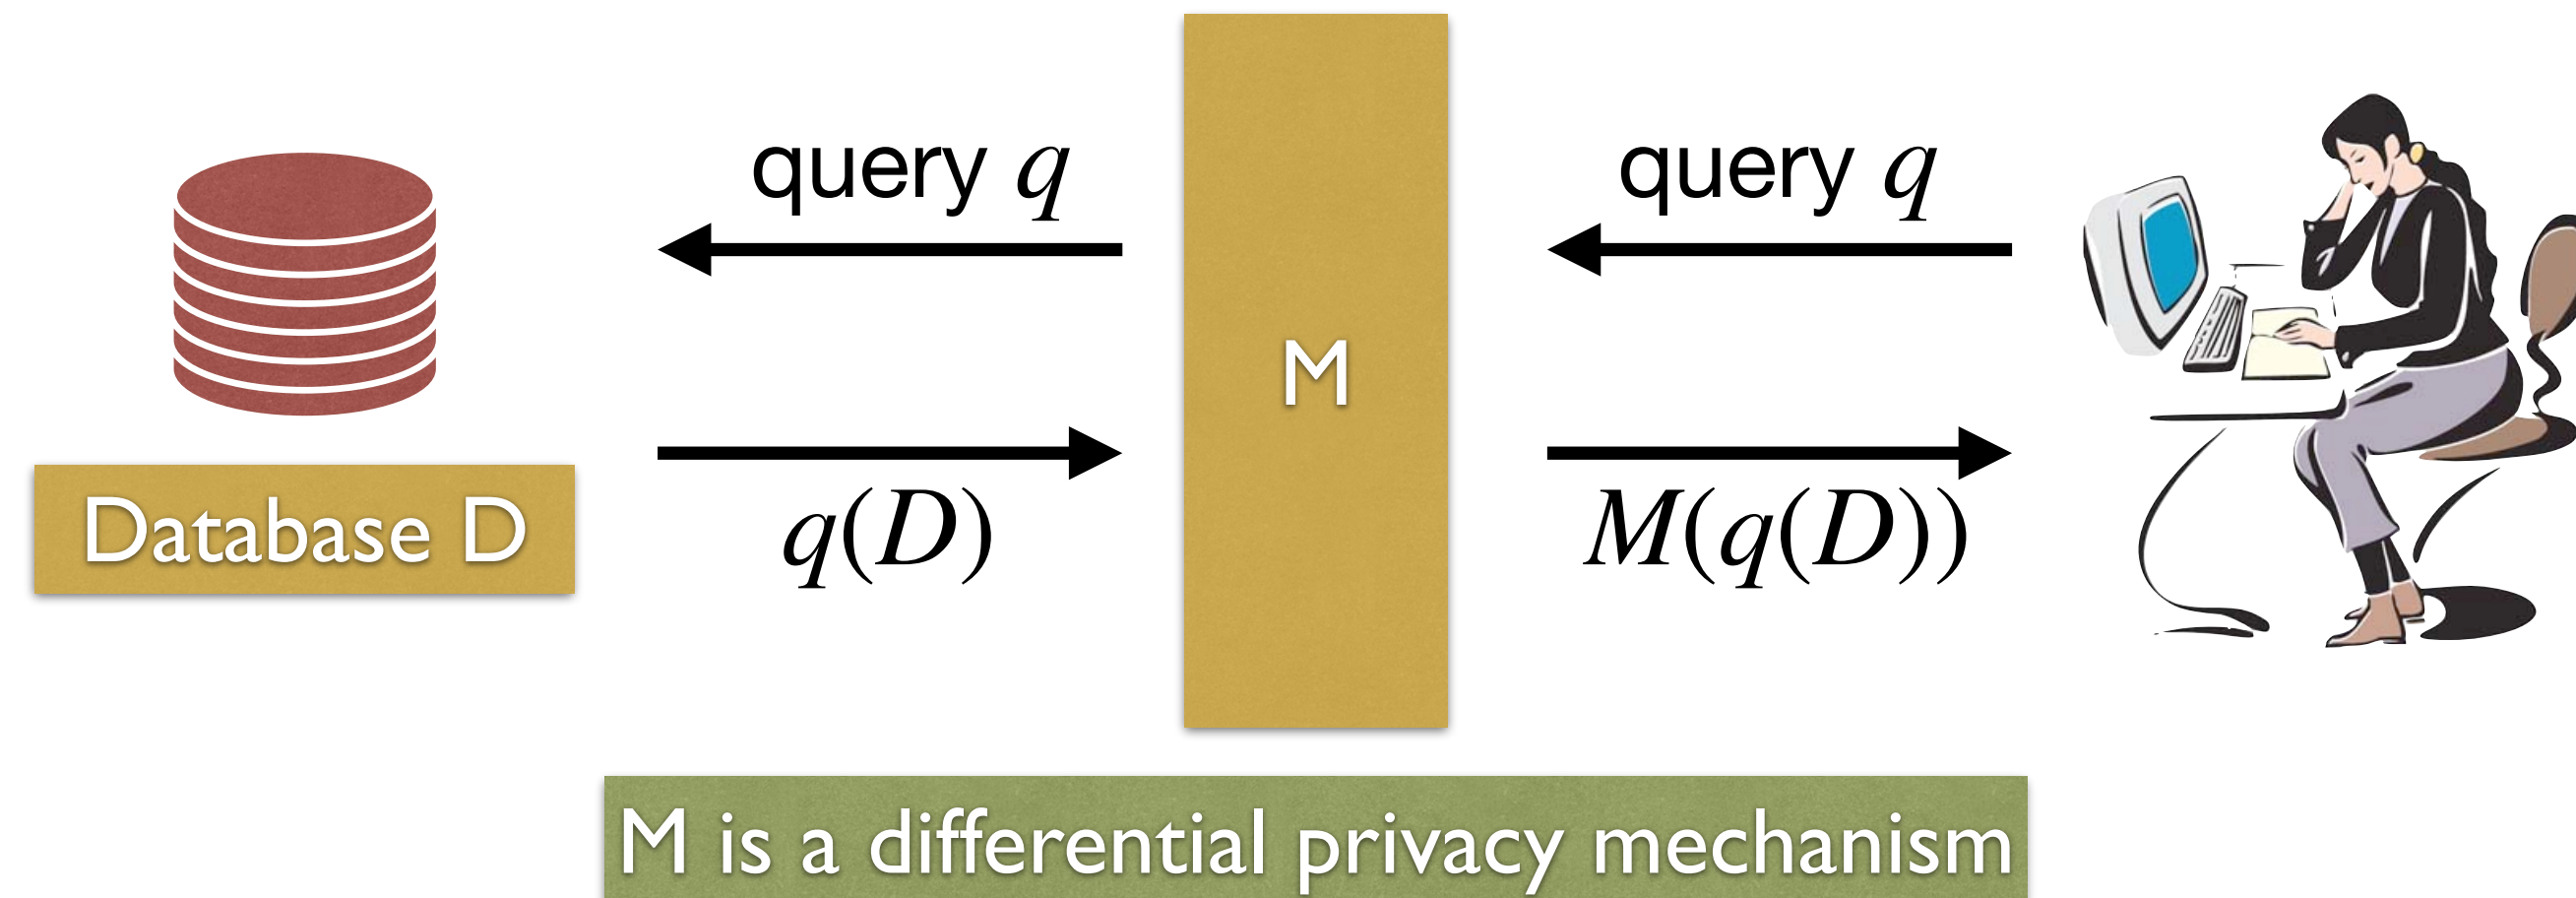 query q
query q
M
Database D
q(D)
M(q(D))
M is a differential privacy mechanism